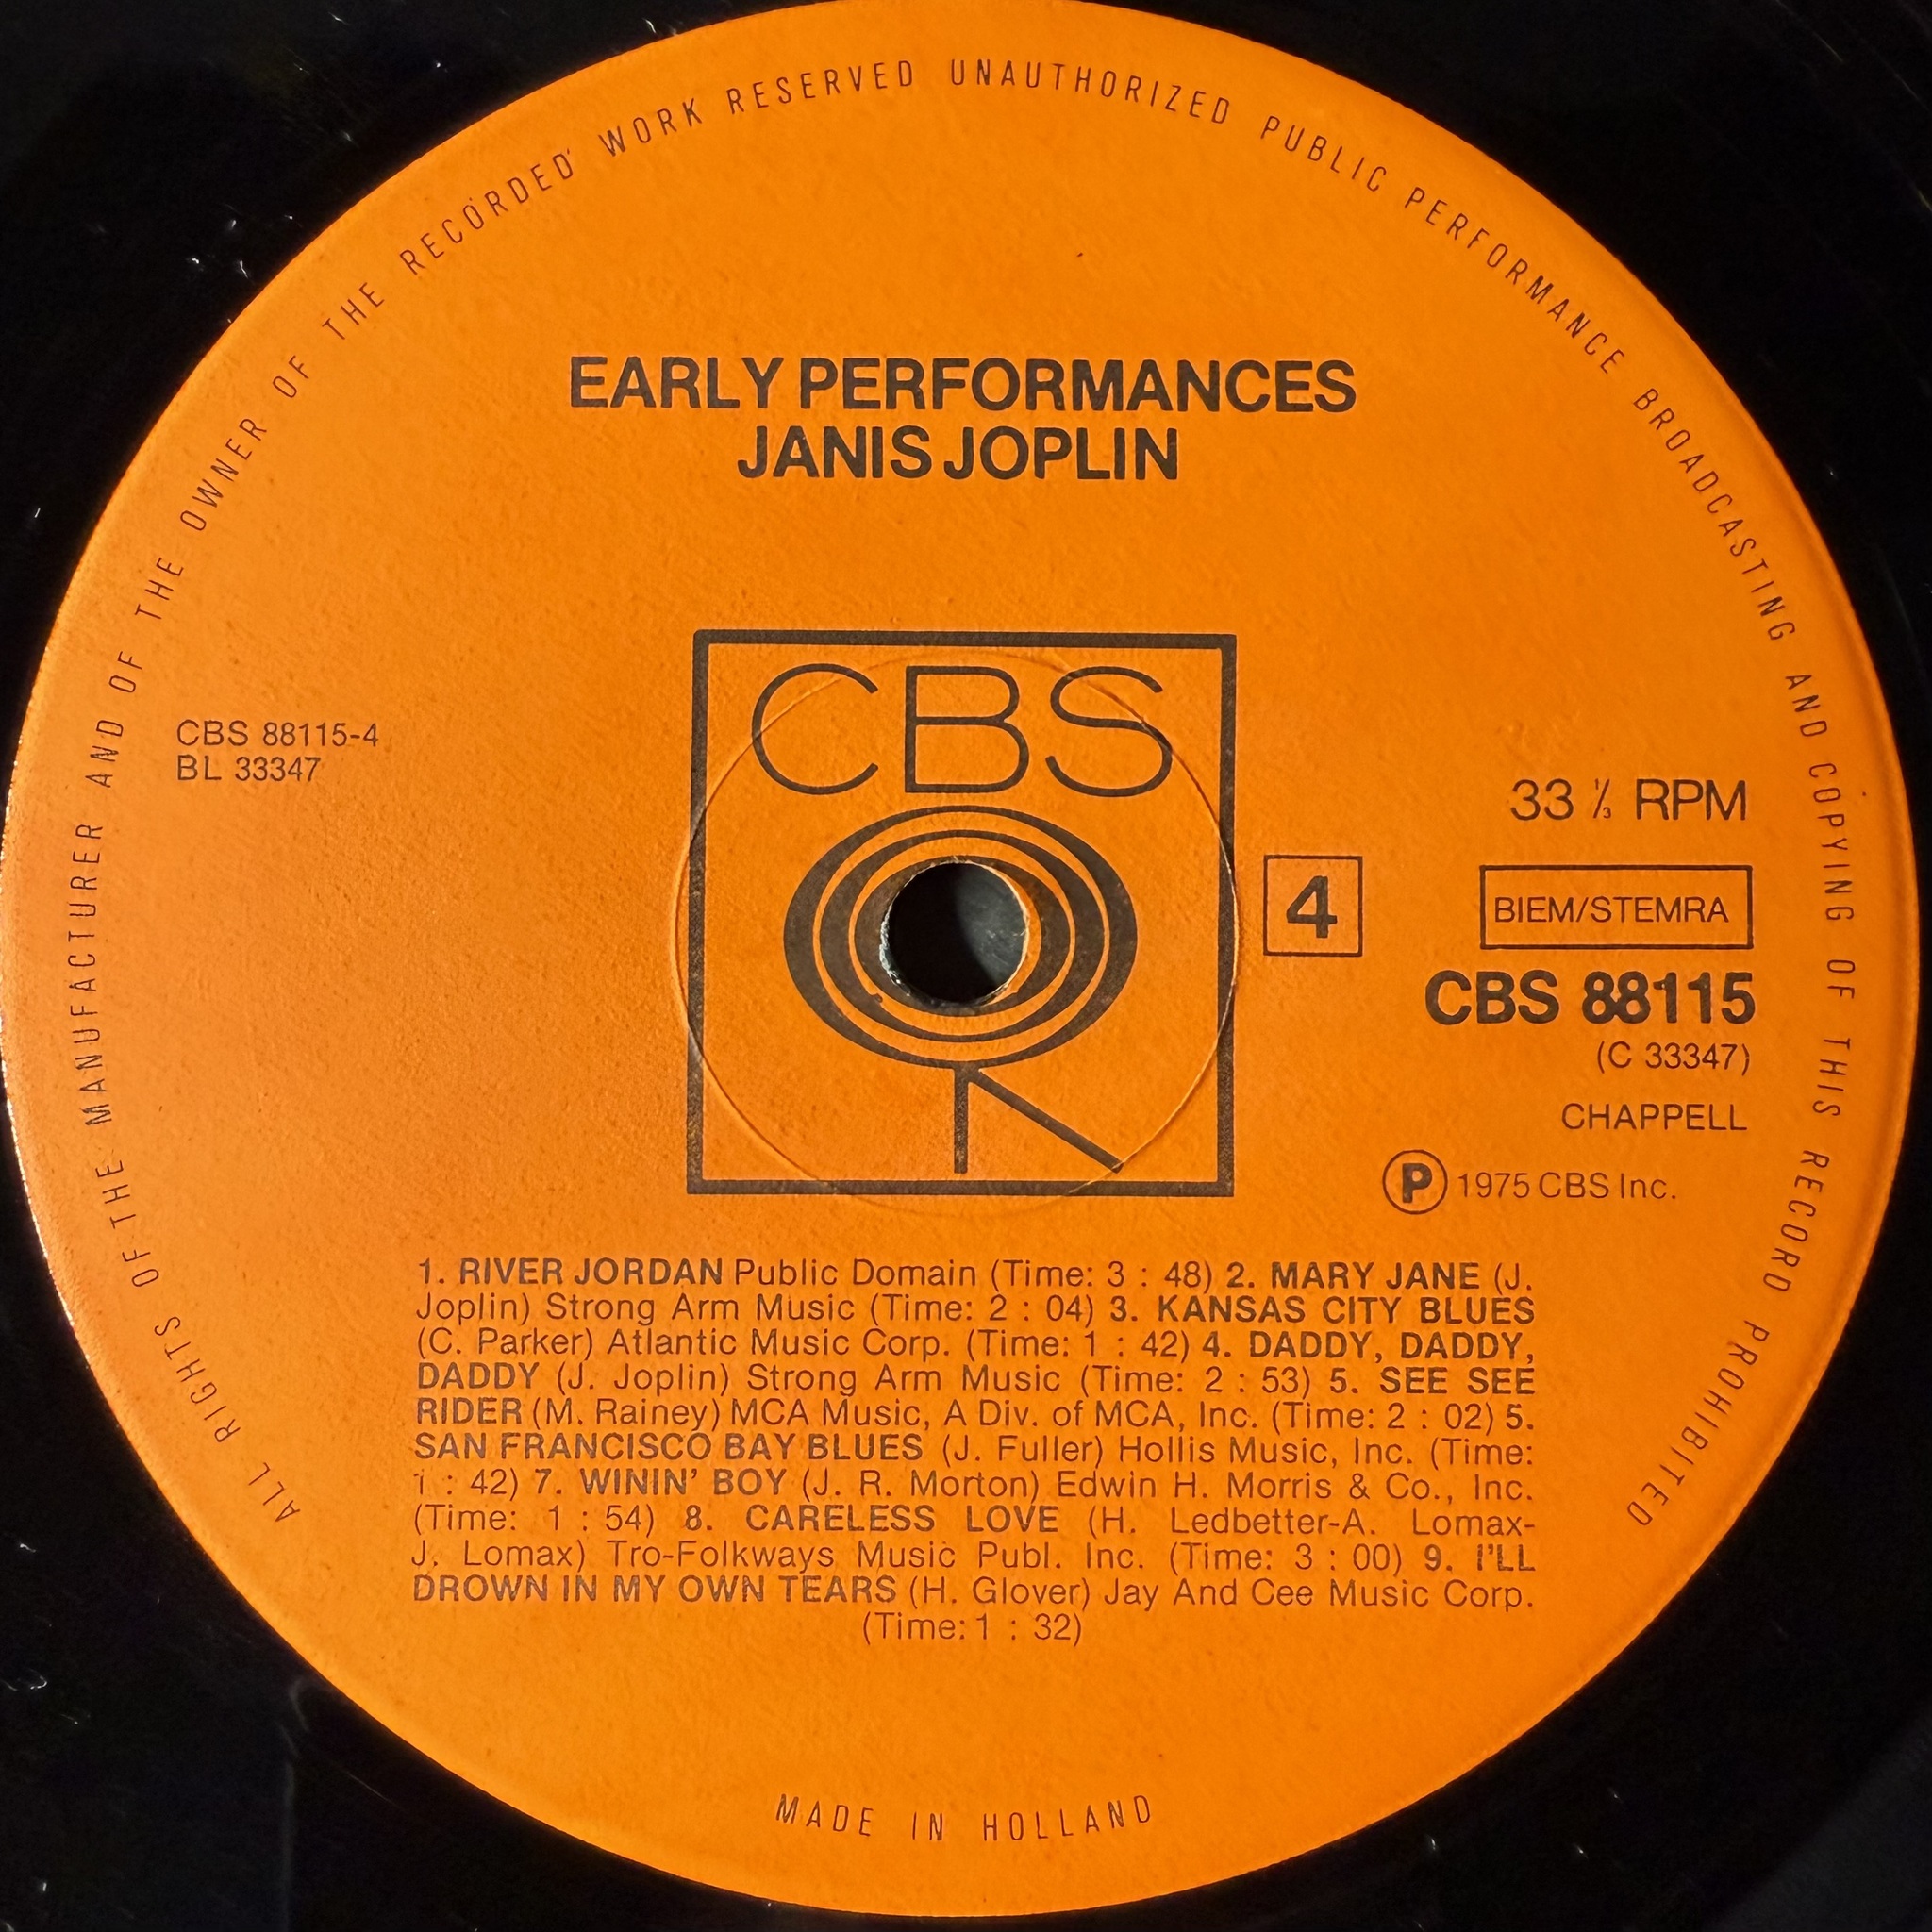 ALL RIGHTS OF THE MANUFACTURER AND OF THE OWNER OF THE RECORDED WORK RESERVED UNAUTHORIZED PUBLIC PERFORMANCE BROADCASTING AND COPYING OF THIS RECORD PROHIBITED
EARLY PERFORMANCES
JANIS JOPLIN
CBS
CBS 88115-4
BL 33347
33 1/3 RPM
4
BIEM/STEMRA
CBS 88115
(C 33347)
CHAPPELL
Ⓟ 1975 CBS Inc.
1. RIVER JORDAN Public Domain (Time: 3 : 48) 2. MARY JANE (J.
Joplin) Strong Arm Music (Time: 2 : 04) 3. KANSAS CITY BLUES
(C. Parker) Atlantic Music Corp. (Time: 1 : 42) 4. DADDY, DADDY,
DADDY (J. Joplin) Strong Arm Music (Time: 2 : 53) 5. SEE SEE
RIDER (M. Rainey) MCA Music, A Div. of MCA, Inc. (Time: 2 : 02) 5.
SAN FRANCISCO BAY BLUES (J. Fuller) Hollis Music, Inc. (Time:
1 : 42) 7. WININ' BOY (J. R. Morton) Edwin H. Morris & Co., Inc.
(Time: 1 : 54) 8. CARELESS LOVE (H. Ledbetter-A. Lomax-
J. Lomax) Tro-Folkways Music Publ. Inc. (Time: 3 : 00) 9. I'LL
DROWN IN MY OWN TEARS (H. Glover) Jay And Cee Music Corp.
(Time: 1 : 32)
MADE IN HOLLAND